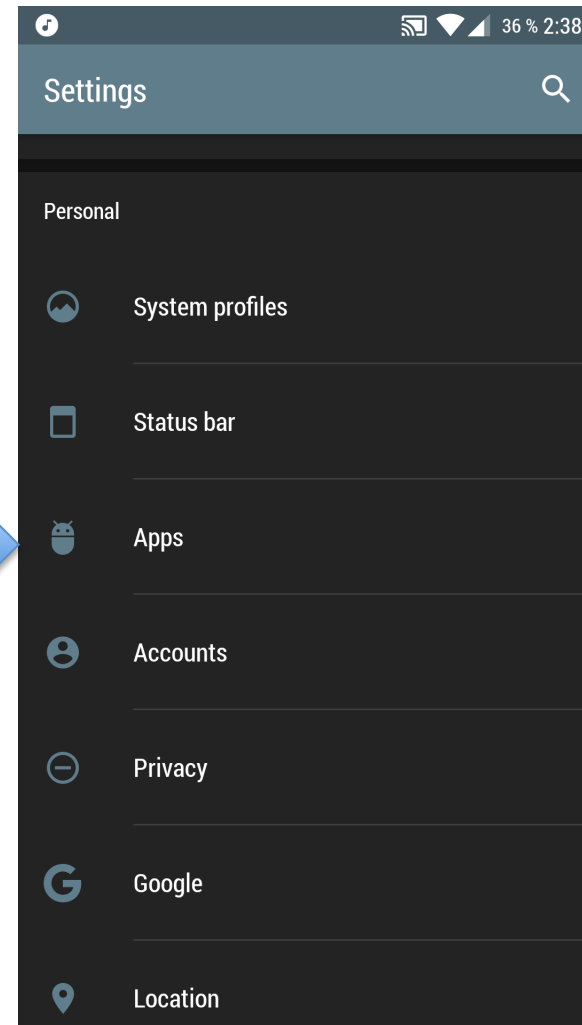 36 % 2:38
Settings
Personal
System profiles
Status bar
Apps
Accounts
Privacy
Google
Location